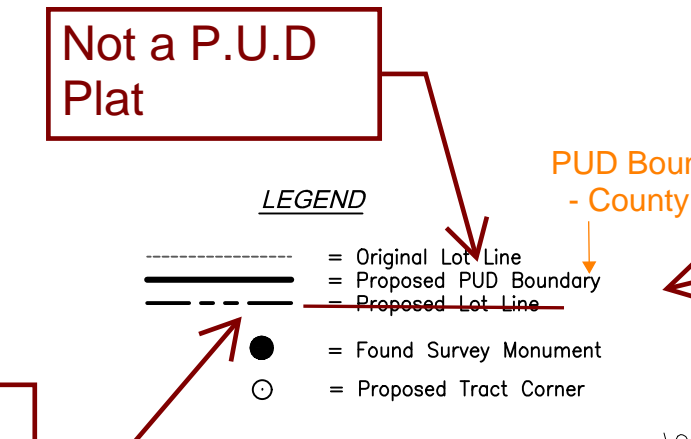 Not a P.U.D
Plat
PUD
- County
LEGEND
= Original Lot Line
= Proposed PUD Boundary
= Proposed Lot Line
= Found Survey Monument
= Proposed Tract Corner